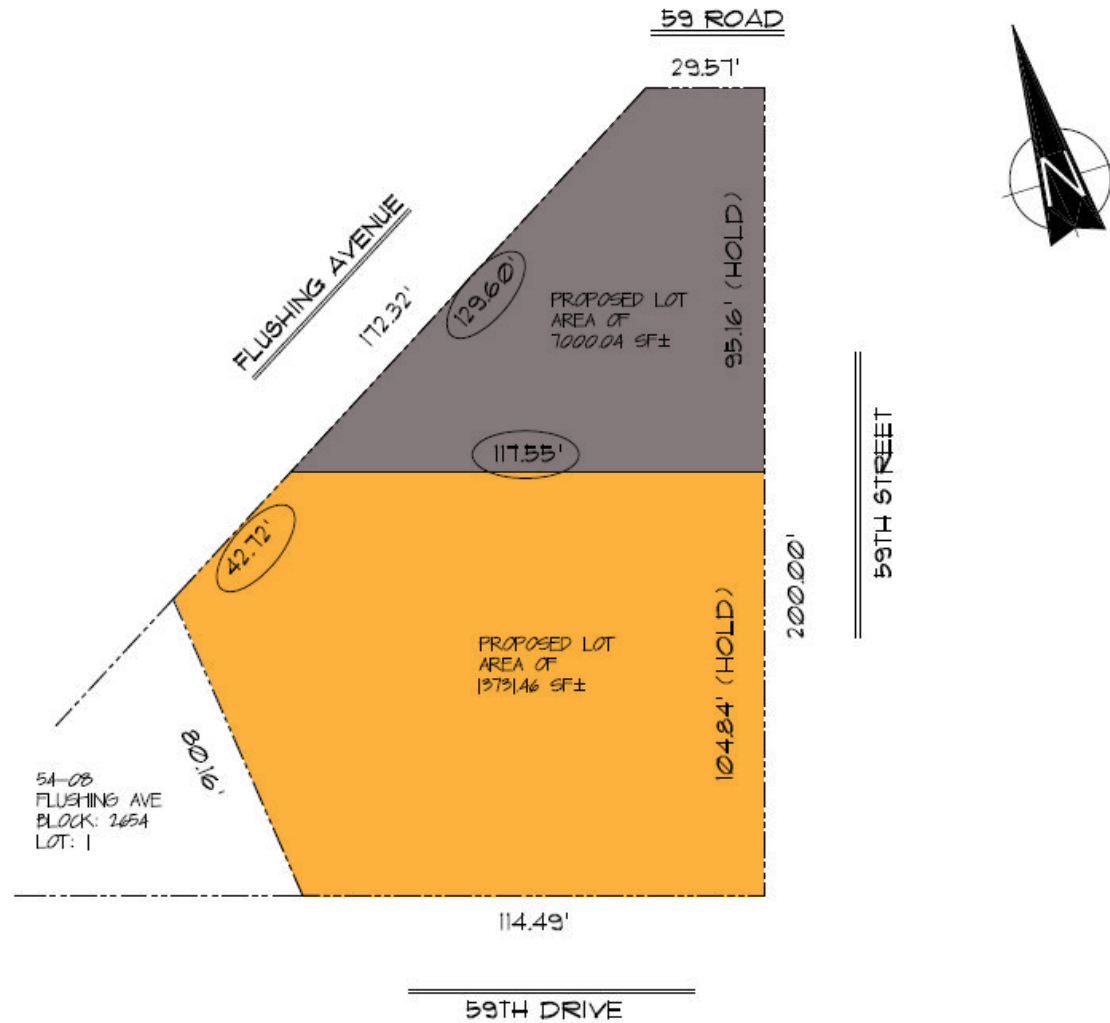 59 ROAD
29.57'
N
FLUSHING AVENUE
172.32'
129.60'
PROPOSED LOT
AREA OF
7000.04 SF±
95.16' (HOLD)
117.55'
59TH STREET
42.72'
200.00'
PROPOSED LOT
AREA OF
13731.46 SF±
104.84' (HOLD)
80.16'
54-08
FLUSHING AVE
BLOCK: 2654
LOT: 1
114.49'
59TH DRIVE